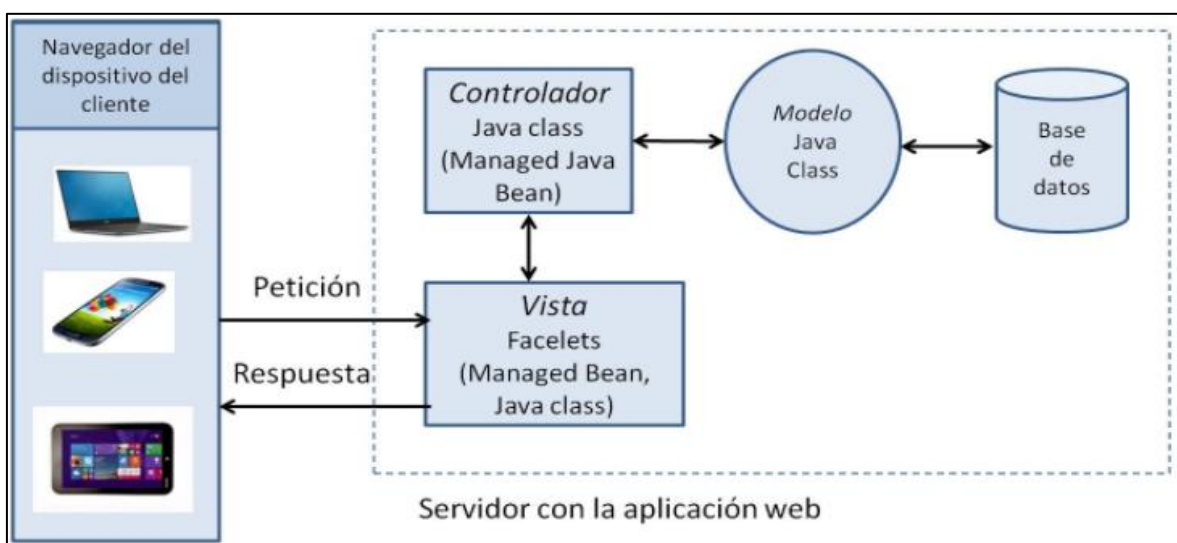 Navegador del
dispositivo del
cliente
Controlador
Java class
(Managed Java
Bean)
Modelo
Java
Class
Base
de
datos
Petición
Respuesta
Vista
Facelets
(Managed Bean,
Java class)
Servidor con la aplicación web